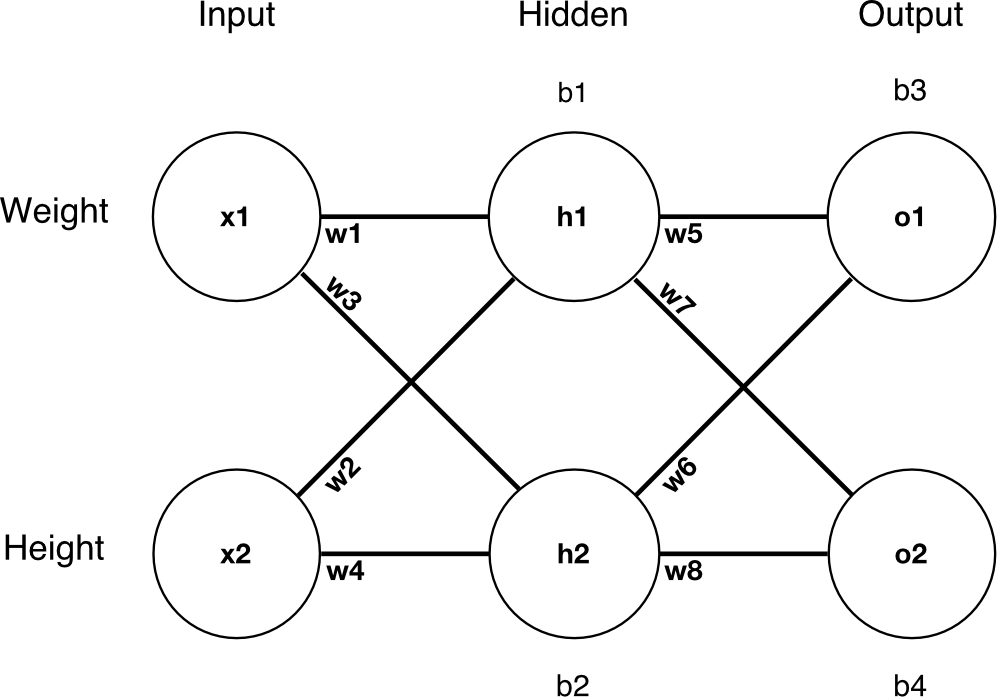 Input Hidden Output
b1 b3
Weight x1 h1 o1
w1 w5
w3 w7
w2 w6
Height x2 h2 o2
w4 w8
b2 b4